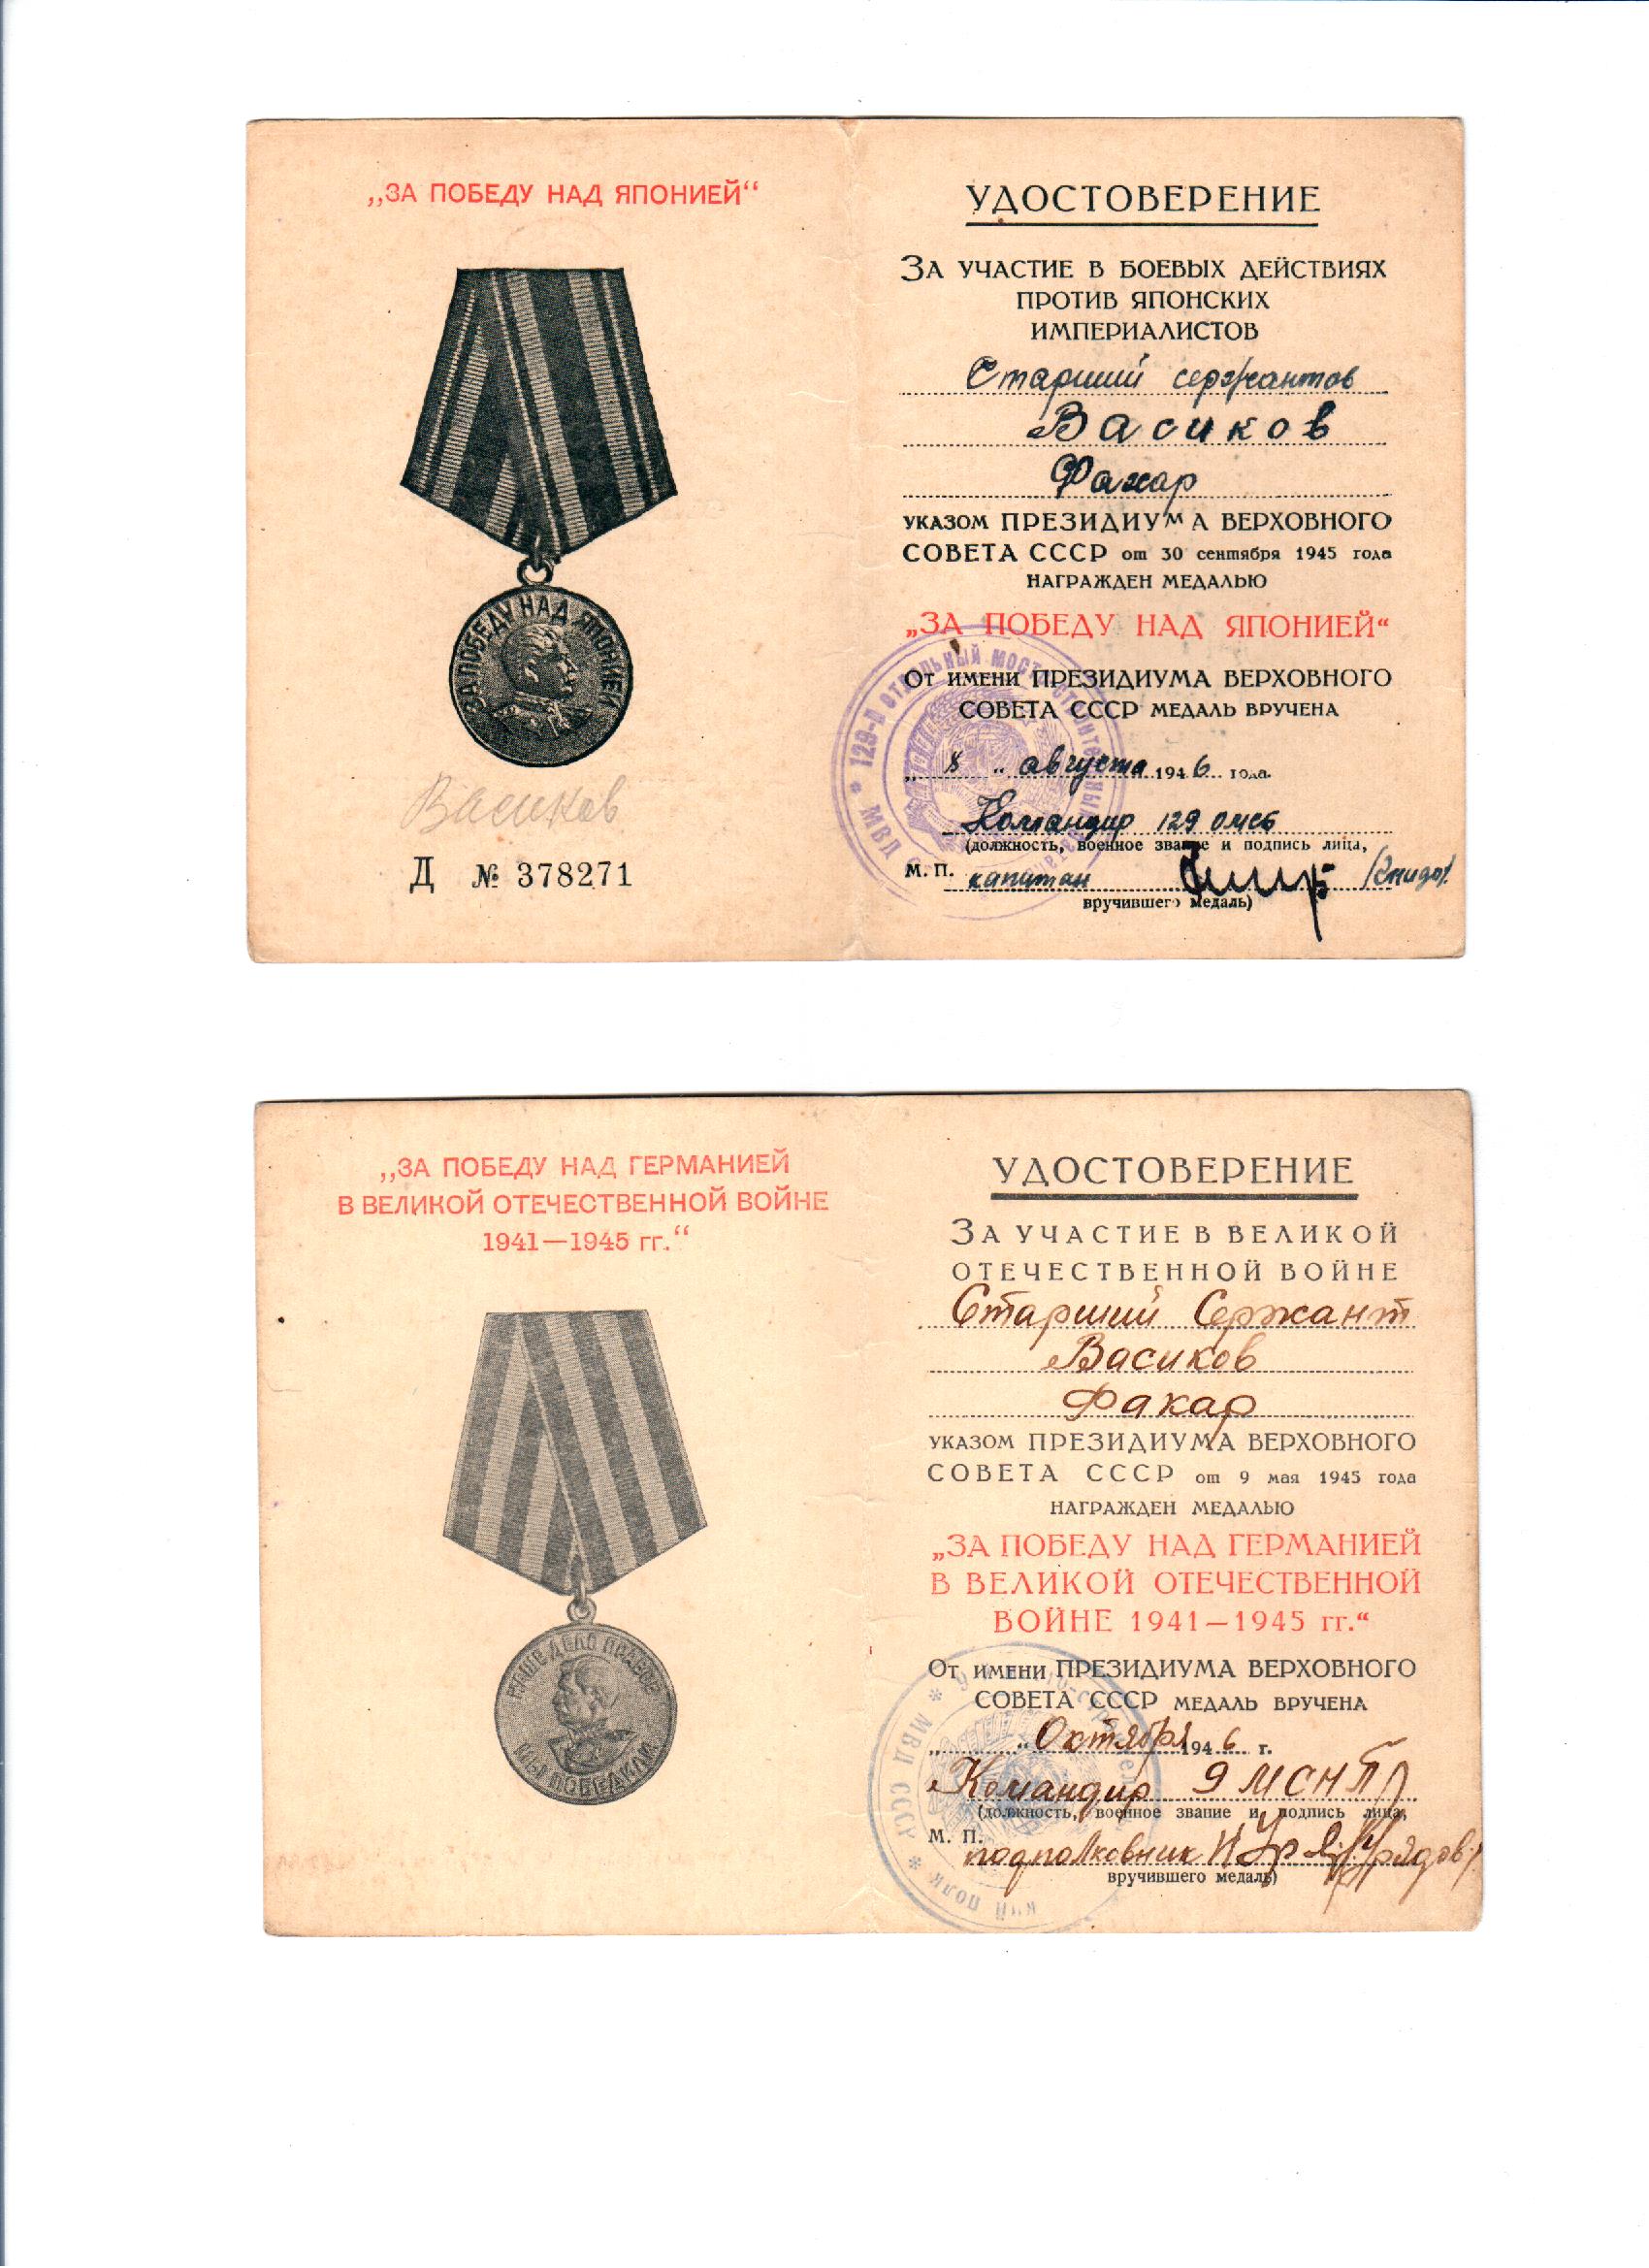 „ЗА ПОБЕДУ НАД ЯПОНИЕЙ“
ЗА ПОБЕДУ НАД ЯПОНИЕЙ
Васиков
Д № 378271
УДОСТОВЕРЕНИЕ
ЗА УЧАСТИЕ В БОЕВЫХ ДЕЙСТВИЯХ
ПРОТИВ ЯПОНСКИХ
ИМПЕРИАЛИСТОВ
Старший сержантов
Васиков
Фахар
УКАЗОМ ПРЕЗИДИУМА ВЕРХОВНОГО
СОВЕТА СССР от 30 сентября 1945 года
НАГРАЖДЕН МЕДАЛЬЮ
„ЗА ПОБЕДУ НАД ЯПОНИЕЙ“
ОТ ИМЕНИ ПРЕЗИДИУМА ВЕРХОВНОГО
СОВЕТА СССР МЕДАЛЬ ВРУЧЕНА
„ 8 „ августа 1946 года.
Командир 129 омсб
(должность, военное звание и подпись лица,
М. П. капитан
вручившего медаль)
„ЗА ПОБЕДУ НАД ГЕРМАНИЕЙ
В ВЕЛИКОЙ ОТЕЧЕСТВЕННОЙ ВОЙНЕ
1941—1945 гг.“
НАШЕ ДЕЛО ПРАВОЕ
МЫ ПОБЕДИЛИ
УДОСТОВЕРЕНИЕ
ЗА УЧАСТИЕ В ВЕЛИКОЙ
ОТЕЧЕСТВЕННОЙ ВОЙНЕ
Старший Сержант
Васиков
Факар
УКАЗОМ ПРЕЗИДИУМА ВЕРХОВНОГО
СОВЕТА СССР от 9 мая 1945 года
НАГРАЖДЕН МЕДАЛЬЮ
„ЗА ПОБЕДУ НАД ГЕРМАНИЕЙ
В ВЕЛИКОЙ ОТЕЧЕСТВЕННОЙ
ВОЙНЕ 1941—1945 гг.“
ОТ ИМЕНИ ПРЕЗИДИУМА ВЕРХОВНОГО
СОВЕТА СССР МЕДАЛЬ ВРУЧЕНА
„ „ Октября 1946 г.
Командир 9
(должность, военное звание и подпись лица,
М. П.
подполковник
вручившего медаль)